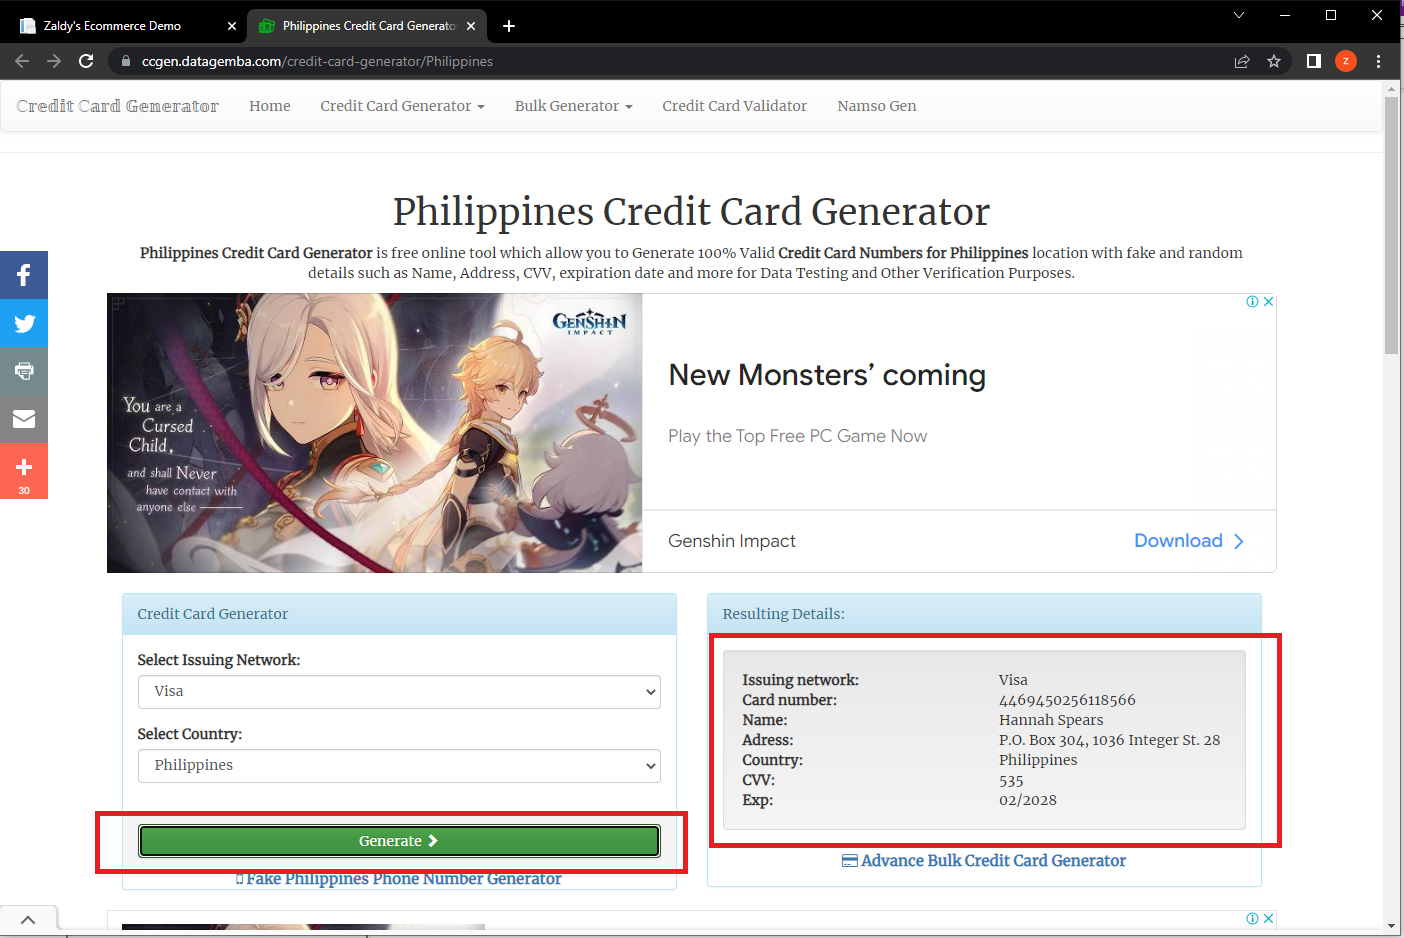 Zaldy's Ecommerce Demo
Philippines Credit Card Generato
ccgen.datagemba.com/credit-card-generator/Philippines
z
Credit Card Generator
Home
Credit Card Generator
Bulk Generator
Credit Card Validator
Namso Gen
Philippines Credit Card Generator
Philippines Credit Card Generator is free online tool which allow you to Generate 100% Valid Credit Card Numbers for Philippines location with fake and random
details such as Name, Address, CVV, expiration date and more for Data Testing and Other Verification Purposes.
30
GENSHIN
IMPACT
You are a
Cursed
Child,
and shall Never
have contact with
anyone else
New Monsters’ coming
Play the Top Free PC Game Now
Genshin Impact
Download
Credit Card Generator
Select Issuing Network:
Visa
Select Country:
Philippines
Generate
Fake Philippines Phone Number Generator
Resulting Details:
Issuing network: Visa
Card number: 4469450256118566
Name: Hannah Spears
Adress: P.O. Box 304, 1036 Integer St. 28
Country: Philippines
CVV: 535
Exp: 02/2028
Advance Bulk Credit Card Generator